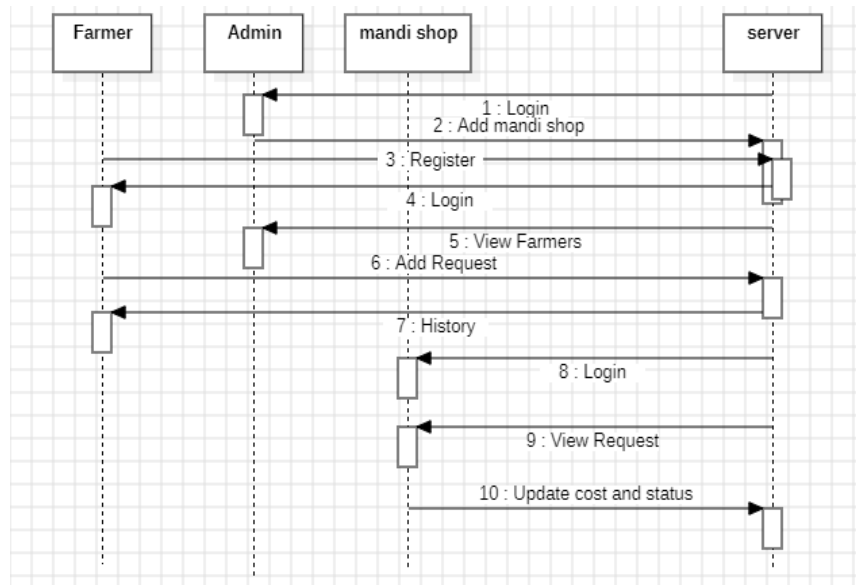 Farmer
Admin
mandi shop
server
1 : Login
2 : Add mandi shop
3 : Register
4 : Login
5 : View Farmers
6 : Add Request
7 : History
8 : Login
9 : View Request
10 : Update cost and status